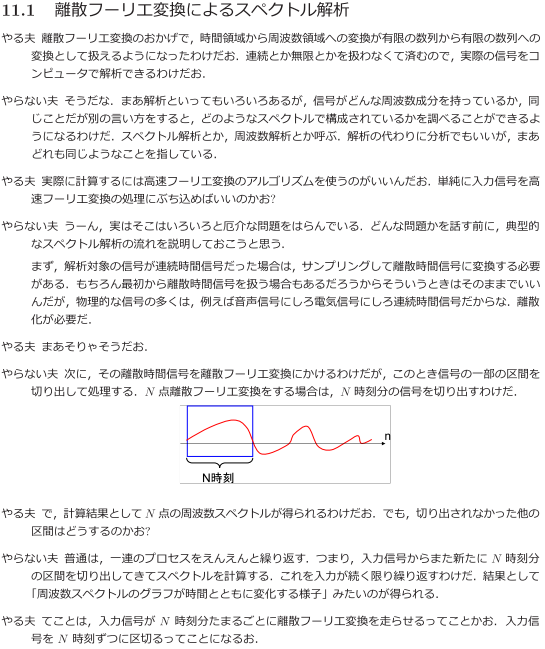 11.1 離散フーリエ変換によるスペクトル解析
やる夫 離散フーリエ変換のおかげで，時間領域から周波数領域への変換が有限の数列から有限の数列への
変換として扱えるようになったわけだお．連続とか無限とかを扱わなくて済むので，実際の信号をコ
ンピュータで解析できるわけだお．
やらない夫 そうだな．まあ解析といってもいろいろあるが，信号がどんな周波数成分を持っているか，同
じことだが別の言い方をすると，どのようなスペクトルで構成されているかを調べることができるよ
うになるわけだ．スペクトル解析とか，周波数解析とか呼ぶ．解析の代わりに分析でもいいが，まあ
どれも同じようなことを指している．
やる夫 実際に計算するには高速フーリエ変換のアルゴリズムを使うのがいいんだお．単純に入力信号を高
速フーリエ変換の処理にぶち込めばいいのかお?
やらない夫 うーん，実はそこはいろいろと厄介な問題をはらんでいる．どんな問題かを話す前に，典型的
なスペクトル解析の流れを説明しておこうと思う．
まず，解析対象の信号が連続時間信号だった場合は，サンプリングして離散時間信号に変換する必要
がある．もちろん最初から離散時間信号を扱う場合もあるだろうからそういうときはそのままでいい
んだが，物理的な信号の多くは，例えば音声信号にしろ電気信号にしろ連続時間信号だからな．離散
化が必要だ．
やる夫 まあそりゃそうだお．
やらない夫 次に，その離散時間信号を離散フーリエ変換にかけるわけだが，このとき信号の一部の区間を
切り出して処理する．N 点離散フーリエ変換をする場合は，N 時刻分の信号を切り出すわけだ．
n
N時刻
やる夫 で，計算結果として N 点の周波数スペクトルが得られるわけだお．でも，切り出されなかった他の
区間はどうするのかお?
やらない夫 普通は，一連のプロセスをえんえんと繰り返す．つまり，入力信号からまた新たに N 時刻分
の区間を切り出してきてスペクトルを計算する．これを入力が続く限り繰り返すわけだ．結果として
「周波数スペクトルのグラフが時間とともに変化する様子」みたいのが得られる．
やる夫 てことは，入力信号が N 時刻分たまるごとに離散フーリエ変換を走らせるってことかお．入力信
号を N 時刻ずつに区切るってことになるお．